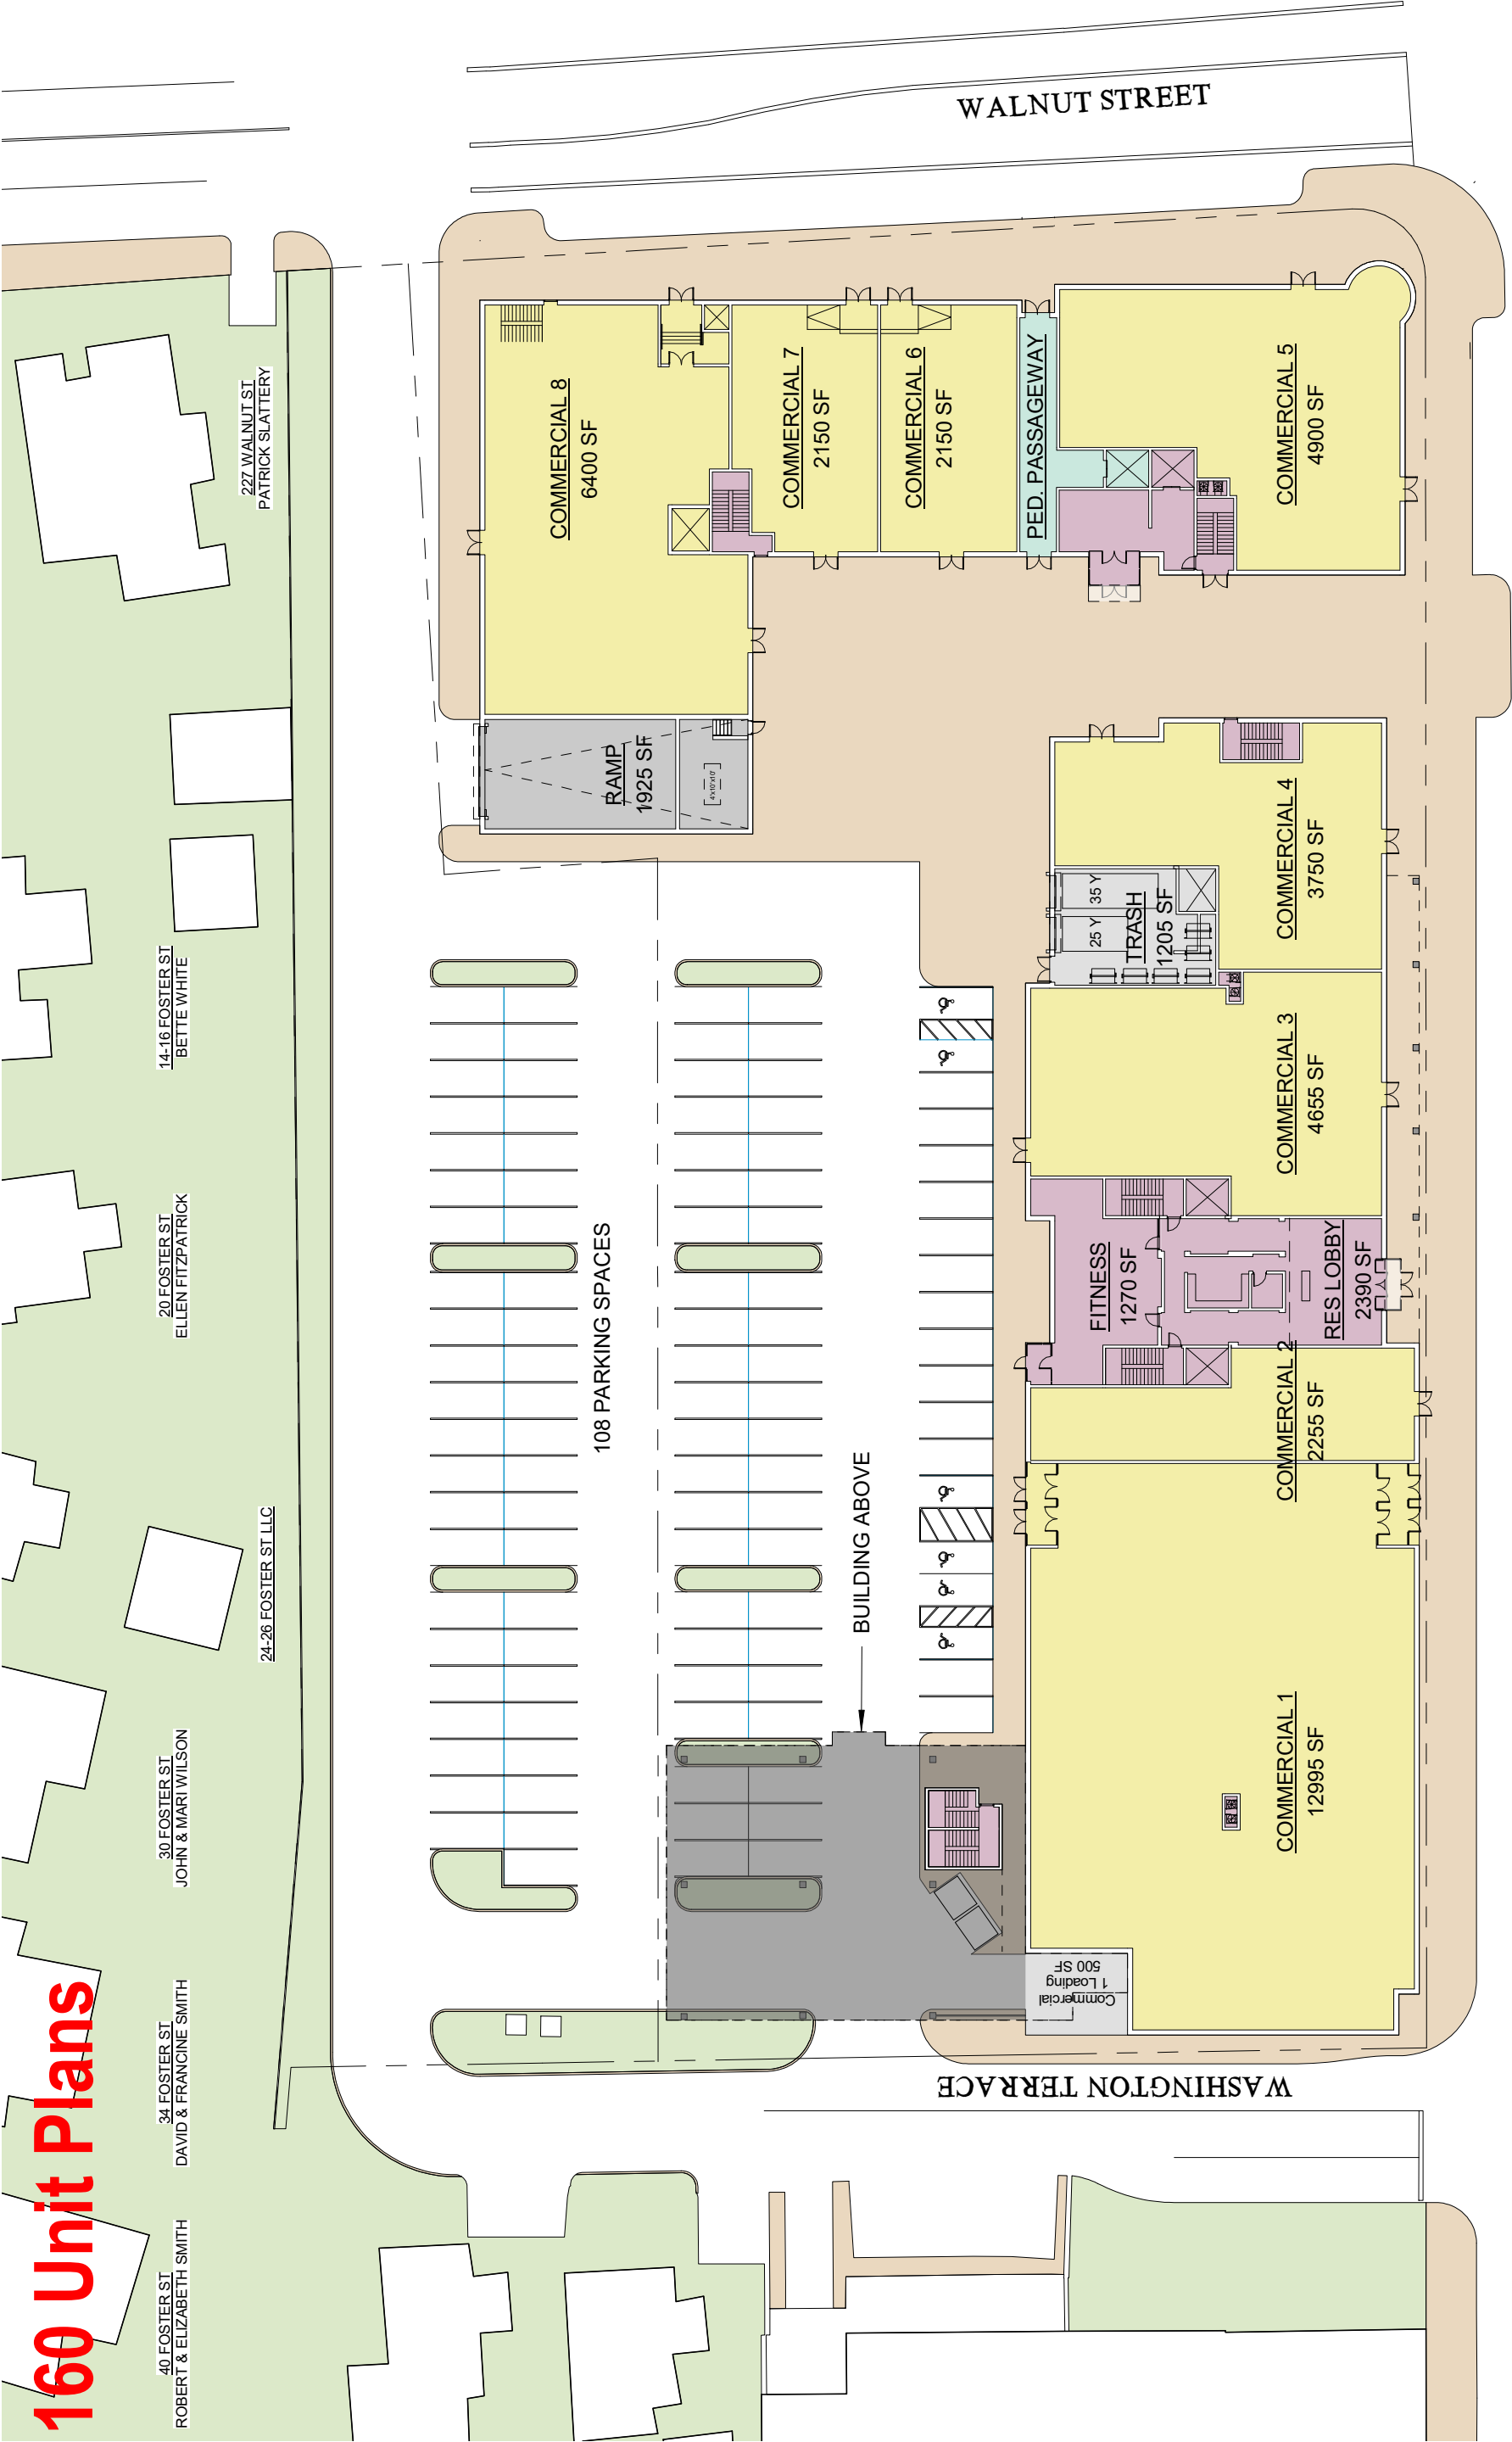 160 Unit Plans
WALNUT STREET
227 WALNUT ST
PATRICK SLATTERY
14-16 FOSTER ST
BETTE WHITE
20 FOSTER ST
ELLEN FITZPATRICK
24-26 FOSTER ST LLC
30 FOSTER ST
JOHN & MARI WILSON
34 FOSTER ST
DAVID & FRANCINE SMITH
40 FOSTER ST
ROBERT & ELIZABETH SMITH
COMMERCIAL 8
6400 SF
COMMERCIAL 7
2150 SF
COMMERCIAL 6
2150 SF
PED. PASSAGEWAY
COMMERCIAL 5
4900 SF
RAMP
1925 SF
4'x10'x10'
COMMERCIAL 4
3750 SF
35 Y
25 Y
TRASH
1205 SF
COMMERCIAL 3
4655 SF
FITNESS
1270 SF
RES LOBBY
2390 SF
COMMERCIAL 2
2255 SF
108 PARKING SPACES
BUILDING ABOVE
COMMERCIAL 1
12995 SF
Commercial
1 Loading
500 SF
WASHINGTON TERRACE